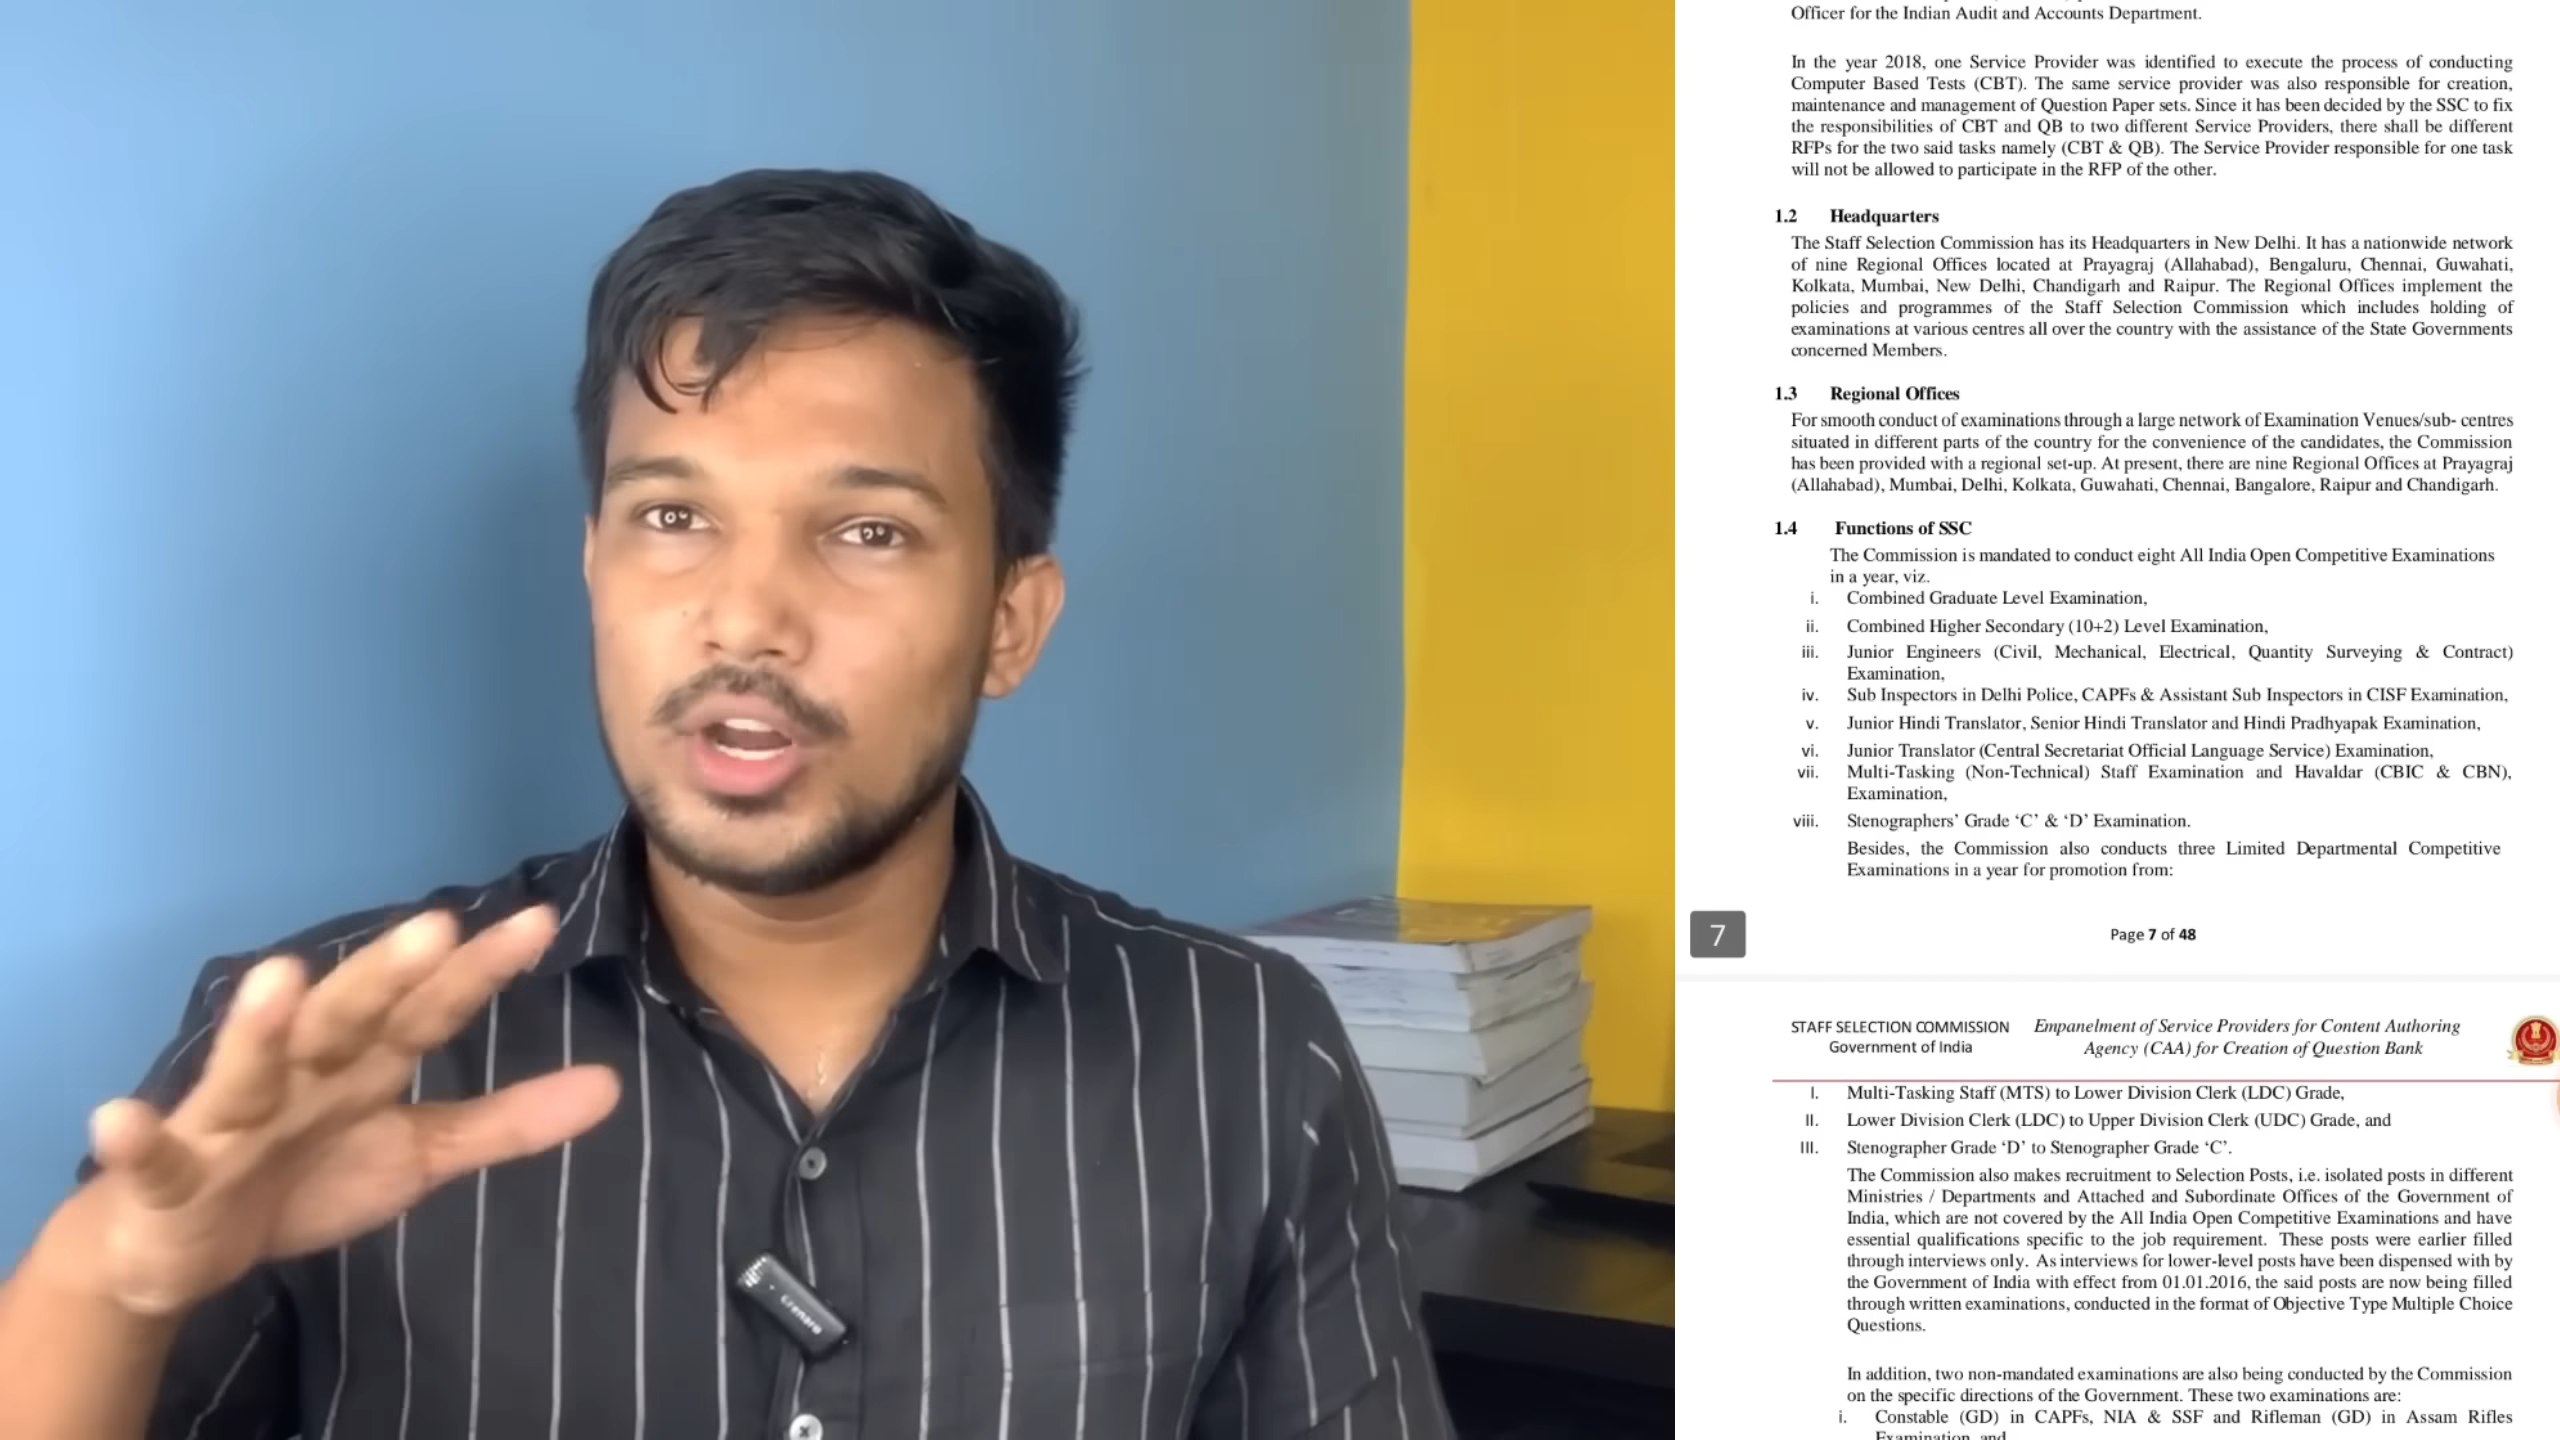 Officer for the Indian Audit and Accounts Department.
In the year 2018, one Service Provider was identified to execute the process of conducting
Computer Based Tests (CBT). The same service provider was also responsible for creation,
maintenance and management of Question Paper sets. Since it has been decided by the SSC to fix
the responsibilities of CBT and QB to two different Service Providers, there shall be different
RFPs for the two said tasks namely (CBT & QB). The Service Provider responsible for one task
will not be allowed to participate in the RFP of the other.
1.2 Headquarters
The Staff Selection Commission has its Headquarters in New Delhi. It has a nationwide network
of nine Regional Offices located at Prayagraj (Allahabad), Bengaluru, Chennai, Guwahati,
Kolkata, Mumbai, New Delhi, Chandigarh and Raipur. The Regional Offices implement the
policies and programmes of the Staff Selection Commission which includes holding of
examinations at various centres all over the country with the assistance of the State Governments
concerned Members.
1.3 Regional Offices
For smooth conduct of examinations through a large network of Examination Venues/sub- centres
situated in different parts of the country for the convenience of the candidates, the Commission
has been provided with a regional set-up. At present, there are nine Regional Offices at Prayagraj
(Allahabad), Mumbai, Delhi, Kolkata, Guwahati, Chennai, Bangalore, Raipur and Chandigarh.
1.4 Functions of SSC
The Commission is mandated to conduct eight All India Open Competitive Examinations
in a year, viz.
i. Combined Graduate Level Examination,
ii. Combined Higher Secondary (10+2) Level Examination,
iii. Junior Engineers (Civil, Mechanical, Electrical, Quantity Surveying & Contract)
Examination,
iv. Sub Inspectors in Delhi Police, CAPFs & Assistant Sub Inspectors in CISF Examination,
v. Junior Hindi Translator, Senior Hindi Translator and Hindi Pradhyapak Examination,
vi. Junior Translator (Central Secretariat Official Language Service) Examination,
vii. Multi-Tasking (Non-Technical) Staff Examination and Havaldar (CBIC & CBN),
Examination,
viii. Stenographers’ Grade ‘C’ & ‘D’ Examination.
Besides, the Commission also conducts three Limited Departmental Competitive
Examinations in a year for promotion from:
7
Page 7 of 48
STAFF SELECTION COMMISSION
Government of India
Empanelment of Service Providers for Content Authoring
Agency (CAA) for Creation of Question Bank
I. Multi-Tasking Staff (MTS) to Lower Division Clerk (LDC) Grade,
II. Lower Division Clerk (LDC) to Upper Division Clerk (UDC) Grade, and
III. Stenographer Grade ‘D’ to Stenographer Grade ‘C’.
The Commission also makes recruitment to Selection Posts, i.e. isolated posts in different
Ministries / Departments and Attached and Subordinate Offices of the Government of
India, which are not covered by the All India Open Competitive Examinations and have
essential qualifications specific to the job requirement. These posts were earlier filled
through interviews only. As interviews for lower-level posts have been dispensed with by
the Government of India with effect from 01.01.2016, the said posts are now being filled
through written examinations, conducted in the format of Objective Type Multiple Choice
Questions.
In addition, two non-mandated examinations are also being conducted by the Commission
on the specific directions of the Government. These two examinations are:
i. Constable (GD) in CAPFs, NIA & SSF and Rifleman (GD) in Assam Rifles
Examination, and